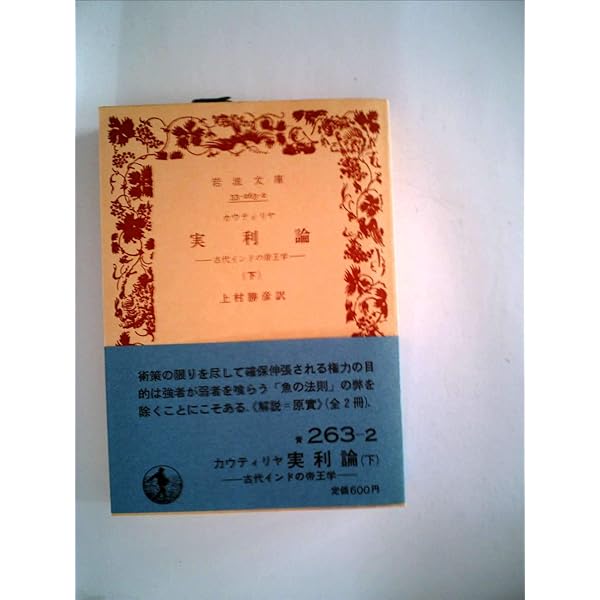 岩波文庫
33-263-2
カウティリヤ
実利論
――古代インドの帝王学――
(下)
上村勝彦訳
術策の限りを尽して確保伸張される権力の目
的は強者が弱者を喰らう「魚の法則」の弊を
除くことにこそある。《解説=原實》(全2冊)、
青 263-2
カウティリヤ 実利論(下)
――古代インドの帝王学――
定価600円